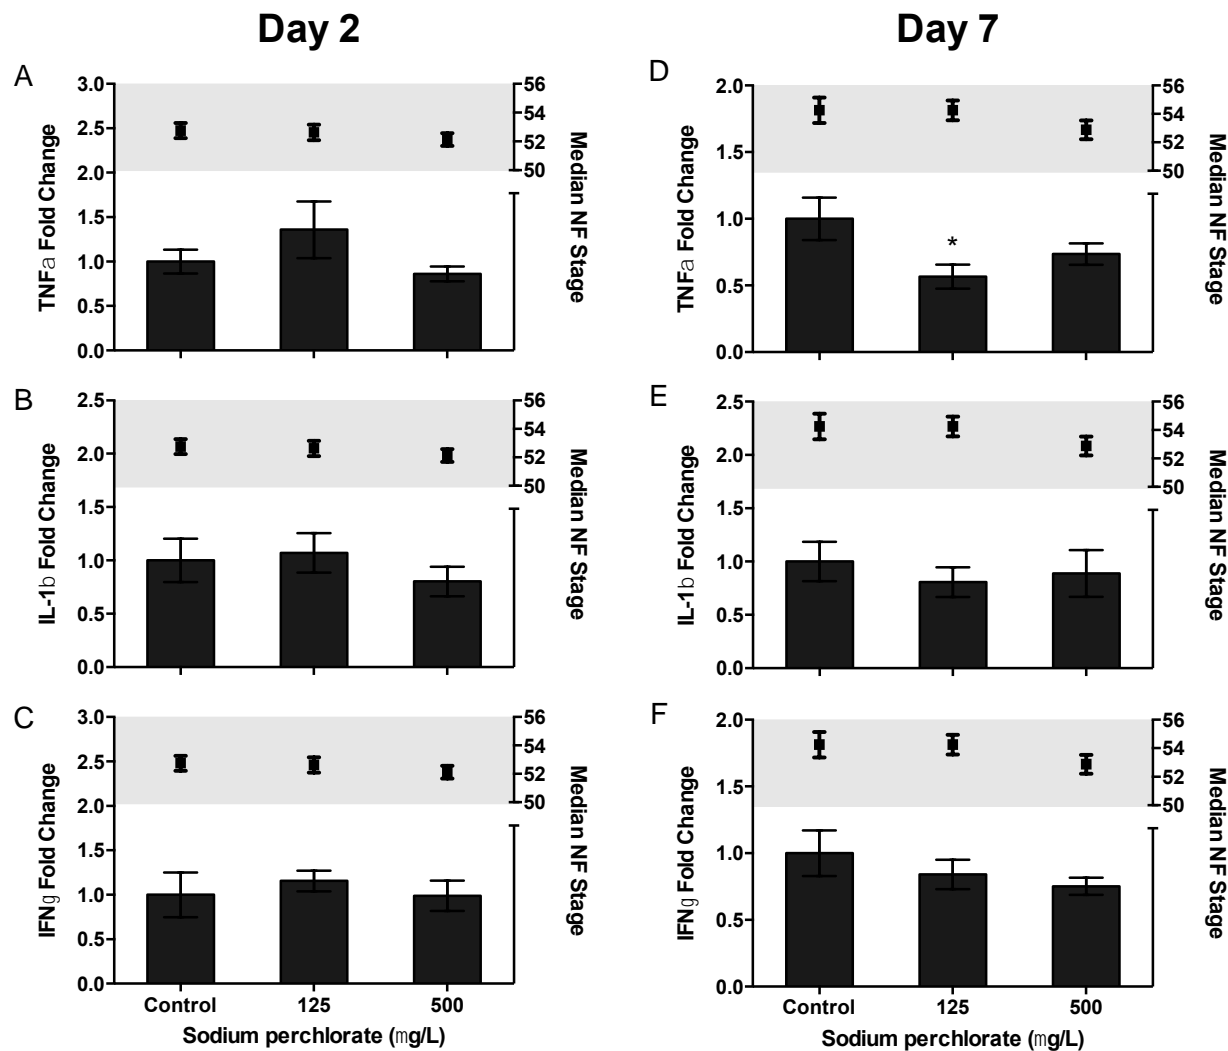 Day 2
Day 7
A
3.0
2.5
2.0
1.5
1.0
0.5
0.0
TNFa Fold Change
56
54
52
50
Median NF Stage
D
2.0
1.5
1.0
0.5
0.0
TNFa Fold Change
*
56
54
52
50
Median NF Stage
B
2.5
2.0
1.5
1.0
0.5
0.0
IL-1b Fold Change
56
54
52
50
Median NF Stage
E
2.5
2.0
1.5
1.0
0.5
0.0
IL-1b Fold Change
56
54
52
50
Median NF Stage
C
3.0
2.5
2.0
1.5
1.0
0.5
0.0
IFNg Fold Change
56
54
52
50
Median NF Stage
Control 125 500
Sodium perchlorate (mg/L)
F
2.0
1.5
1.0
0.5
0.0
IFNg Fold Change
56
54
52
50
Median NF Stage
Control 125 500
Sodium perchlorate (mg/L)